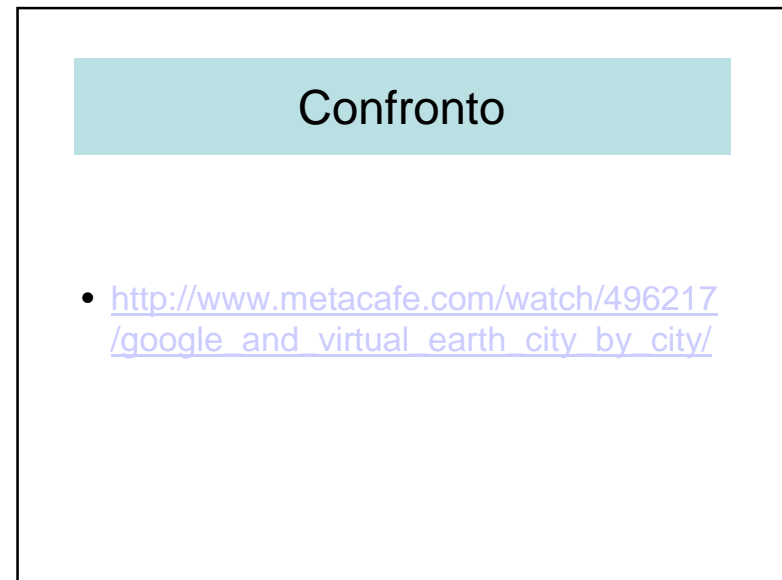 Confronto
• http://www.metacafe.com/watch/496217
/google_and_virtual_earth_city_by_city/